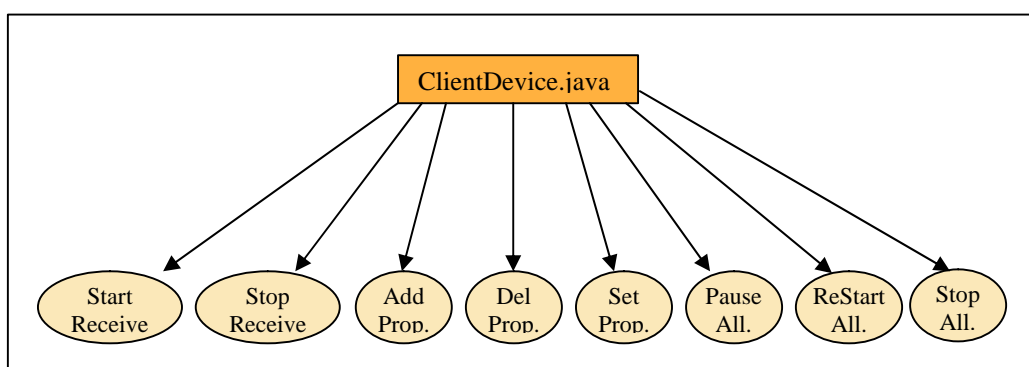 ClientDevice.java
Start
Receive
Stop
Receive
Add
Prop.
Del
Prop.
Set
Prop.
Pause
All.
ReStart
All.
Stop
All.